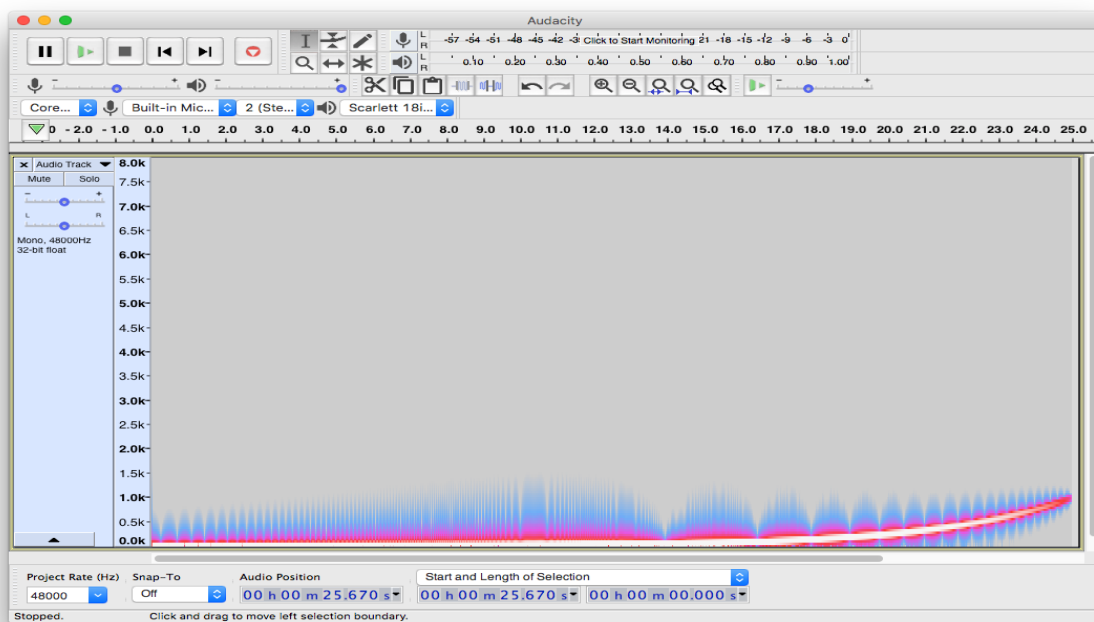 Audacity
L
R
-57 -54 -51 -48 -45 -42 -3 Click to Start Monitoring 21 -18 -15 -12 -9 -6 -3 0
L
R
0.10 0.20 0.30 0.40 0.50 0.60 0.70 0.80 0.90 1.00
- + - +
- +
Core... Built-in Mic... 2 (Ste... Scarlett 18i...
0 -2.0 -1.0 0.0 1.0 2.0 3.0 4.0 5.0 6.0 7.0 8.0 9.0 10.0 11.0 12.0 13.0 14.0 15.0 16.0 17.0 18.0 19.0 20.0 21.0 22.0 23.0 24.0 25.0
Audio Track
Mute Solo
- +
L R
Mono, 48000Hz
32-bit float
8.0k
7.5k
7.0k
6.5k
6.0k
5.5k
5.0k
4.5k
4.0k
3.5k
3.0k
2.5k
2.0k
1.5k
1.0k
0.5k
0.0k
Project Rate (Hz) Snap-To Audio Position Start and Length of Selection
48000 Off 00 h 00 m 25.670 s 00 h 00 m 25.670 s 00 h 00 m 00.000 s
Stopped. Click and drag to move left selection boundary.